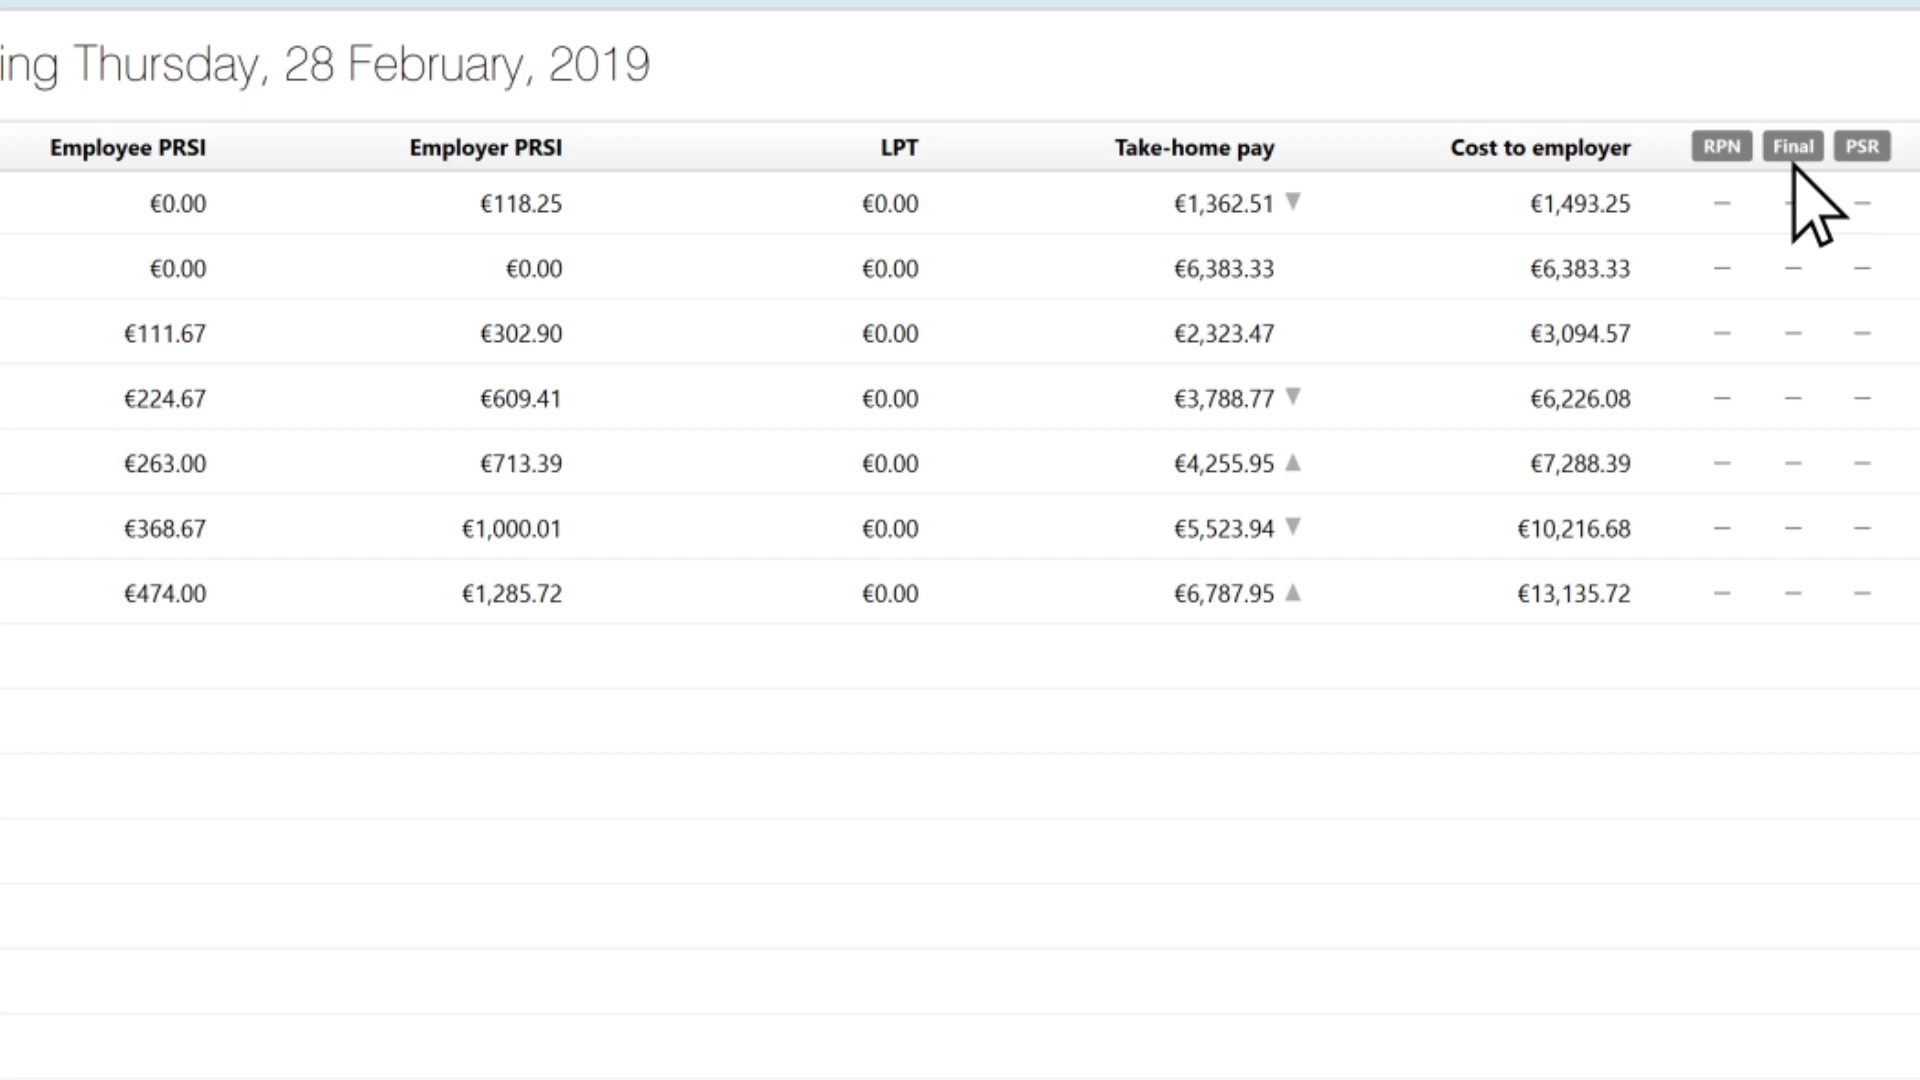 ing Thursday, 28 February, 2019
Employee PRSI Employer PRSI LPT Take-home pay Cost to employer RPN Final PSR
€0.00 €118.25 €0.00 €1,362.51 ▼ €1,493.25 — — —
€0.00 €0.00 €0.00 €6,383.33 €6,383.33 — — —
€111.67 €302.90 €0.00 €2,323.47 €3,094.57 — — —
€224.67 €609.41 €0.00 €3,788.77 ▼ €6,226.08 — — —
€263.00 €713.39 €0.00 €4,255.95 ▲ €7,288.39 — — —
€368.67 €1,000.01 €0.00 €5,523.94 ▼ €10,216.68 — — —
€474.00 €1,285.72 €0.00 €6,787.95 ▲ €13,135.72 — — —